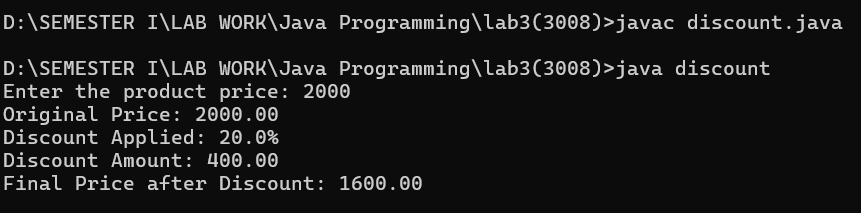 D:\SEMESTER I\LAB WORK\Java Programming\lab3(3008)>javac discount.java
D:\SEMESTER I\LAB WORK\Java Programming\lab3(3008)>java discount
Enter the product price: 2000
Original Price: 2000.00
Discount Applied: 20.0%
Discount Amount: 400.00
Final Price after Discount: 1600.00